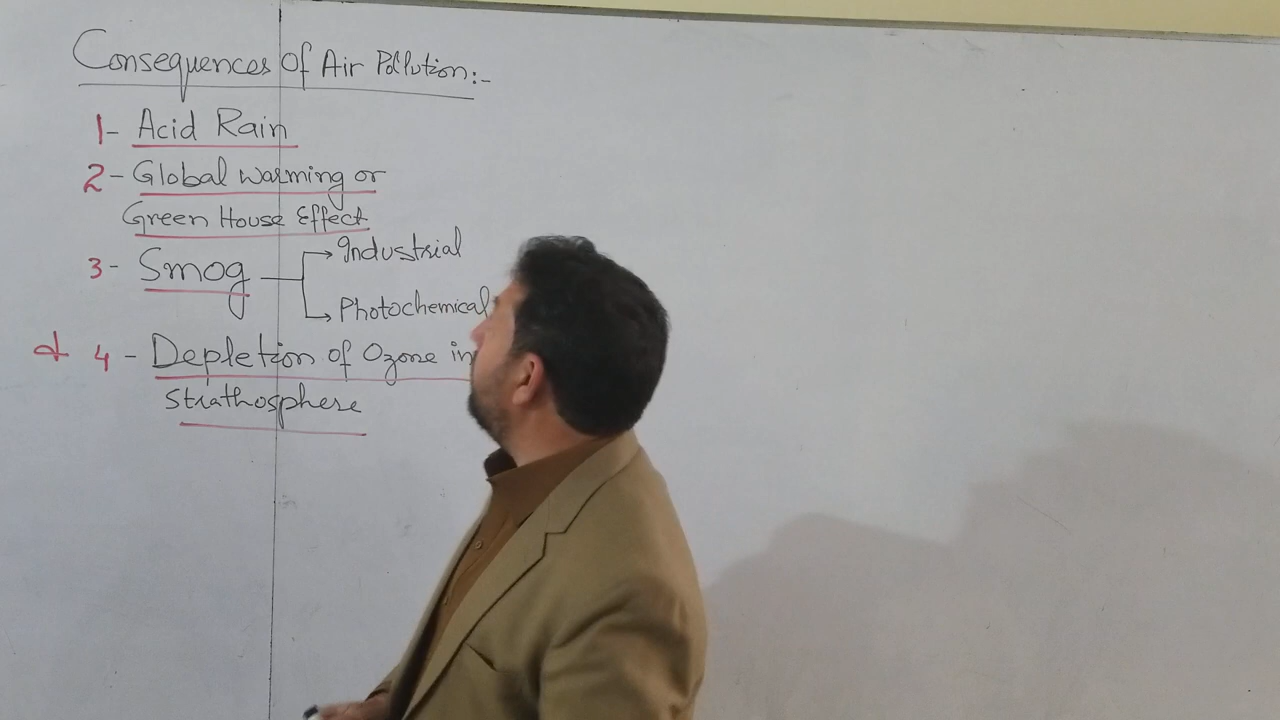 Consequences Of Air Pollution:-
1- Acid Rain
2- Global warming or
Green House Effect
3- Smog
Industrial
Photochemical
& 4- Depletion of Ozone in
Strathosphere